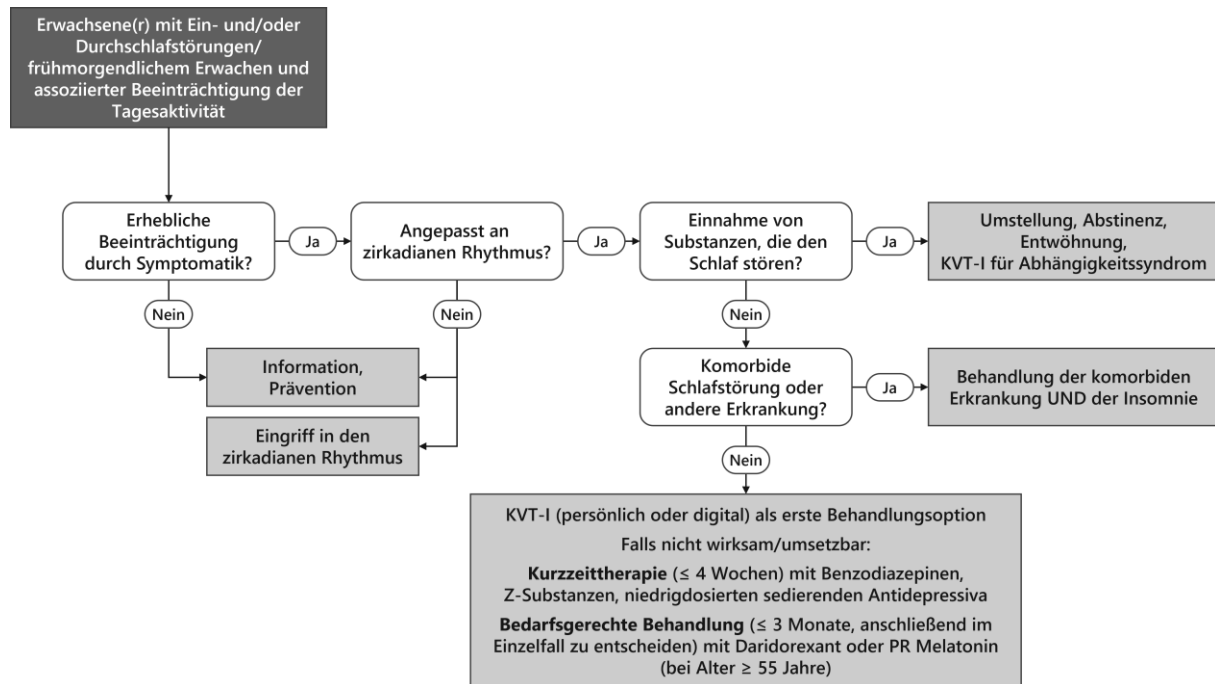 Erwachsene(r) mit Ein- und/oder
Durchschlafstörungen/
frühmorgendlichem Erwachen und
assoziierter Beeinträchtigung der
Tagesaktivität
Erhebliche
Beeinträchtigung
durch Symptomatik?
Ja
Angepasst an
zirkadianen Rhythmus?
Ja
Einnahme von
Substanzen, die den
Schlaf stören?
Ja
Umstellung, Abstinenz,
Entwöhnung,
KVT-I für Abhängigkeitssyndrom
Nein
Nein
Nein
Information,
Prävention
Eingriff in den
zirkadianen Rhythmus
Komorbide
Schlafstörung oder
andere Erkrankung?
Ja
Behandlung der komorbiden
Erkrankung UND der Insomnie
Nein
KVT-I (persönlich oder digital) als erste Behandlungsoption
Falls nicht wirksam/umsetzbar:
Kurzzeittherapie (≤ 4 Wochen) mit Benzodiazepinen,
Z-Substanzen, niedrigdosierten sedierenden Antidepressiva
Bedarfsgerechte Behandlung (≤ 3 Monate, anschließend im
Einzelfall zu entscheiden) mit Daridorexant oder PR Melatonin
(bei Alter ≥ 55 Jahre)